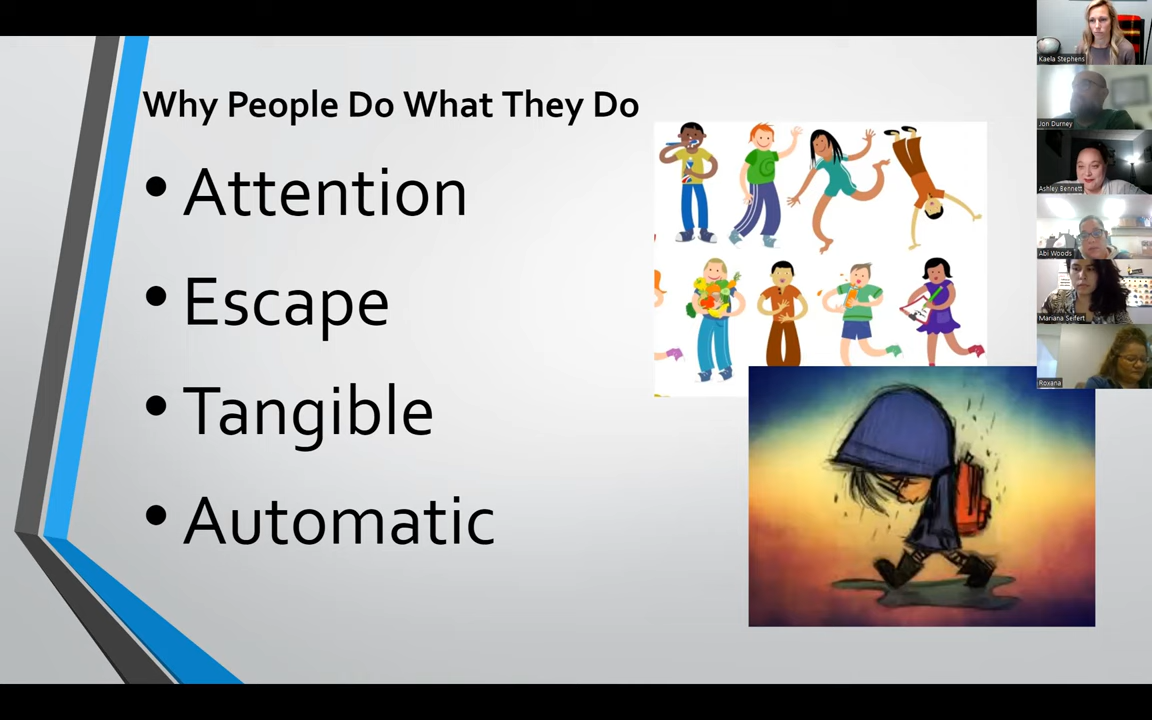 Why People Do What They Do
• Attention
• Escape
• Tangible
• Automatic
Kaela Stephens
Jon Durney
Ashley Bennett
Abi Woods
Mariana Seifert
Roxana